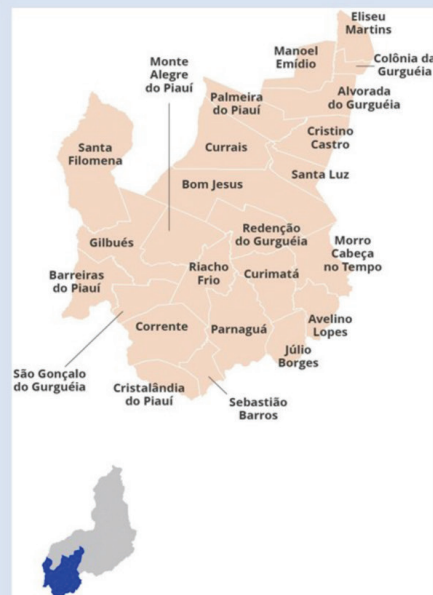 Eliseu
Martins
Manoel
Emídio
Colônia da
Gurguéia
Monte
Alegre
do Piauí
Palmeira
do Piauí
Alvorada
do Gurguéia
Cristino
Castro
Santa
Filomena
Currais
Santa Luz
Bom Jesus
Redenção
do Gurguéia
Gilbués
Morro
Cabeça
no Tempo
Barreiras
do Piauí
Riacho
Frio
Curimatá
Avelino
Lopes
Corrente
Parnaguá
Júlio
Borges
São Gonçalo
do Gurguéia
Cristalândia
do Piauí
Sebastião
Barros